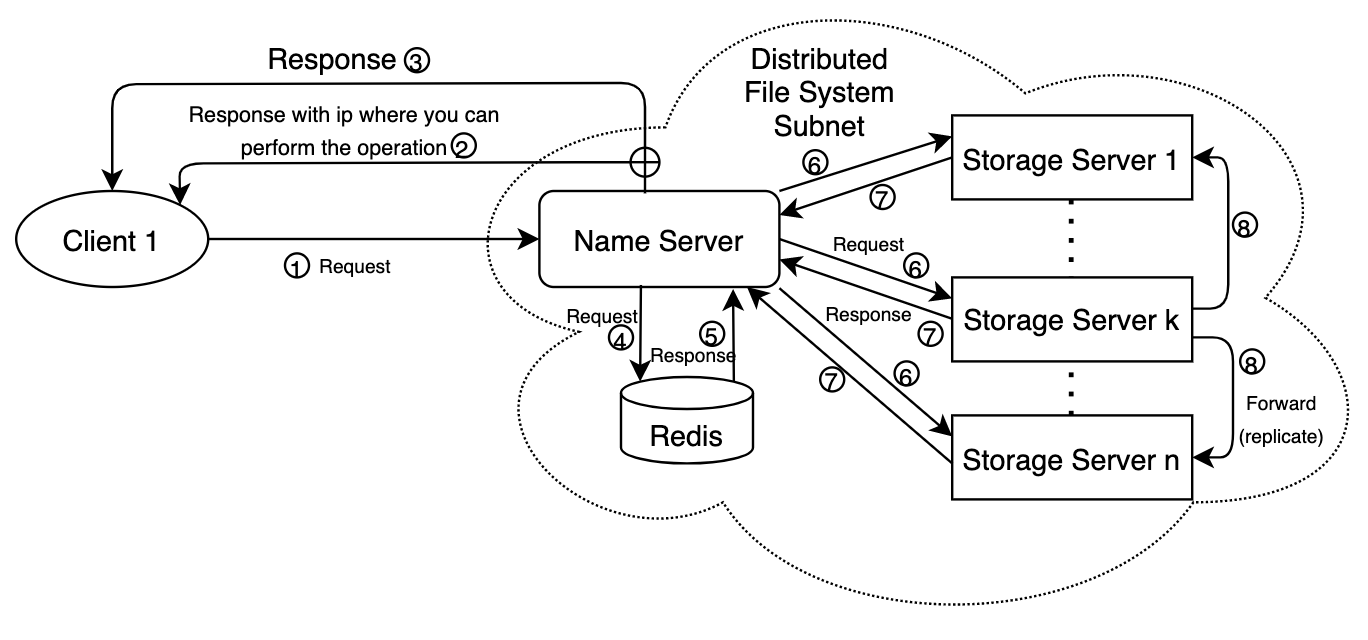 Response ③
Response with ip where you can
perform the operation ②
Client 1
① Request
Distributed
File System
Subnet
Name Server
Request
④
⑤
Response
Redis
⑥
⑦
Request
⑥
Response
⑦
⑥
⑦
Storage Server 1
Storage Server k
Storage Server n
⑧
⑧
Forward
(replicate)